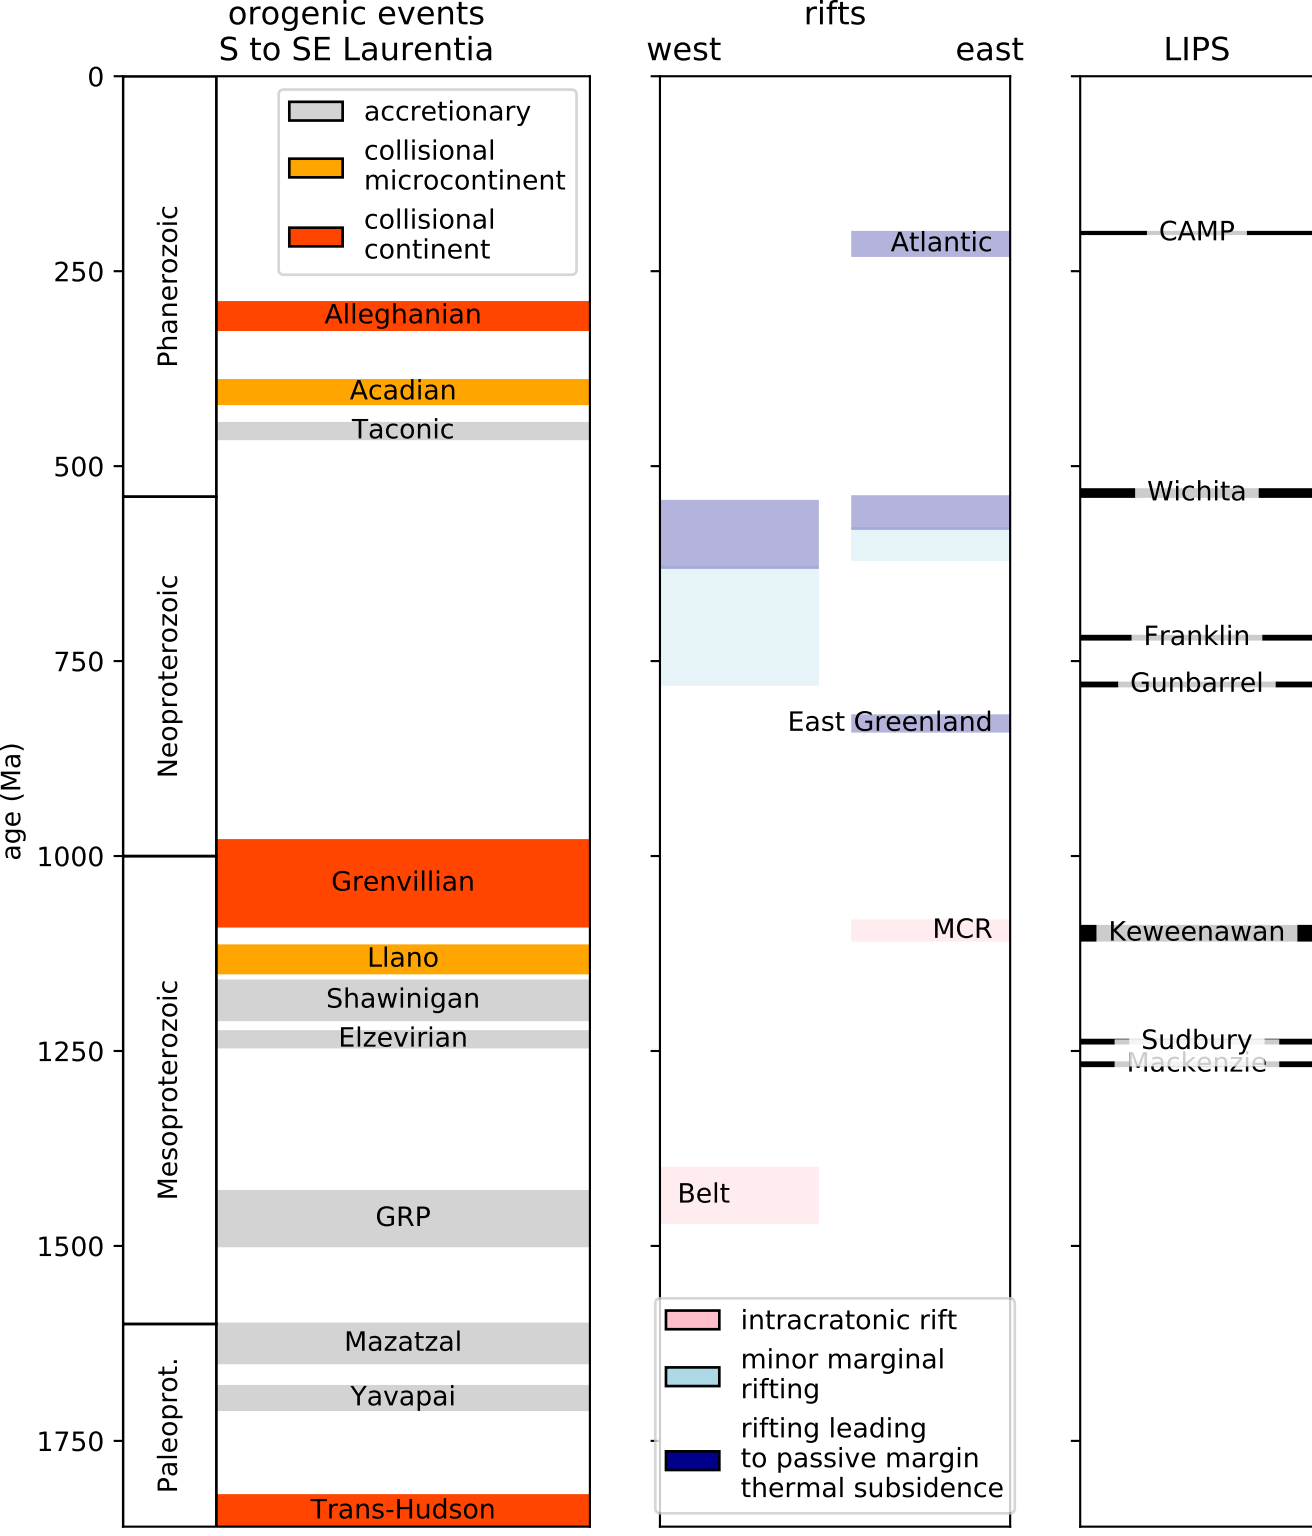 orogenic events
S to SE Laurentia
accretionary
collisional
microcontinent
collisional
continent
age (Ma)
0
250
500
750
1000
1250
1500
1750
Phanerozoic
Neoproterozoic
Mesoproterozoic
Paleoprot.
Alleghanian
Acadian
Taconic
Grenvillian
Llano
Shawinigan
Elzevirian
GRP
Mazatzal
Yavapai
Trans-Hudson
rifts
west east
Atlantic
East Greenland
MCR
Belt
intracratonic rift
minor marginal
rifting
rifting leading
to passive margin
thermal subsidence
LIPS
CAMP
Wichita
Franklin
Gunbarrel
Keweenawan
Sudbury
Mackenzie